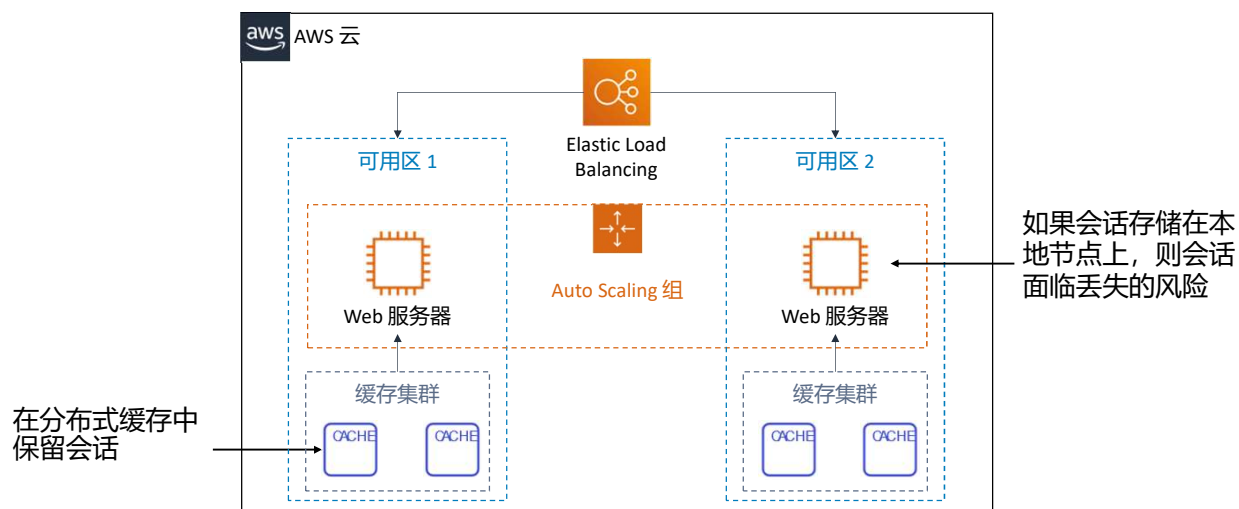 aws
AWS 云
Elastic Load
Balancing
可用区 1
可用区 2
Auto Scaling 组
Web 服务器
Web 服务器
如果会话存储在本
地节点上，则会话
面临丢失的风险
缓存集群
缓存集群
CACHE
CACHE
CACHE
CACHE
在分布式缓存中
保留会话